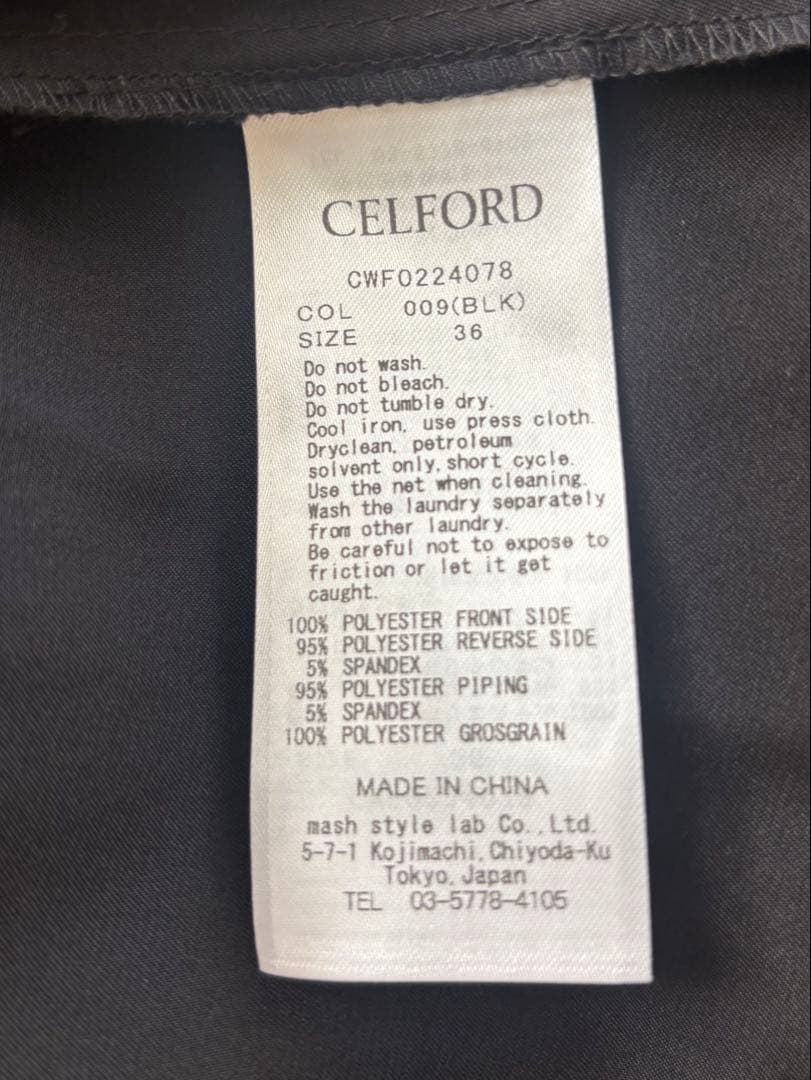 CELFORD
CWF0224078
COL 009(BLK)
SIZE 36
Do not wash.
Do not bleach.
Do not tumble dry.
Cool iron, use press cloth.
Dryclean, petroleum
solvent only, short cycle.
Use the net when cleaning.
Wash the laundry separately
from other laundry.
Be careful not to expose to
friction or let it get
caught.
100% POLYESTER FRONT SIDE
95% POLYESTER REVERSE SIDE
5% SPANDEX
95% POLYESTER PIPING
5% SPANDEX
100% POLYESTER GROSGRAIN
MADE IN CHINA
mash style lab Co.,Ltd.
5-7-1 Kojimachi, Chiyoda-Ku
Tokyo, Japan
TEL 03-5778-4105